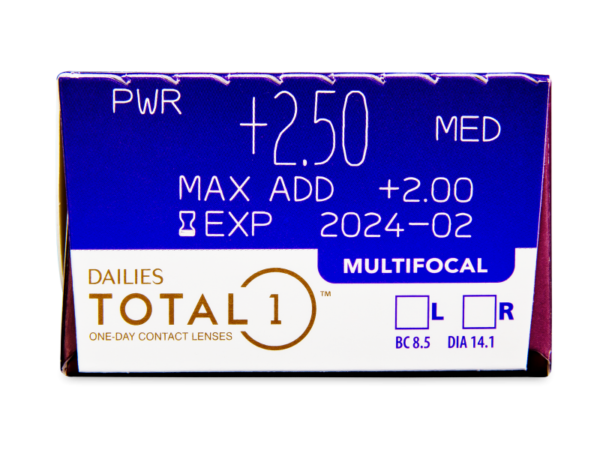 PWR +2.50 MED
MAX ADD +2.00
EXP 2024-02
MULTIFOCAL
DAILIES
TOTAL 1™
ONE-DAY CONTACT LENSES
L R
BC 8.5 DIA 14.1